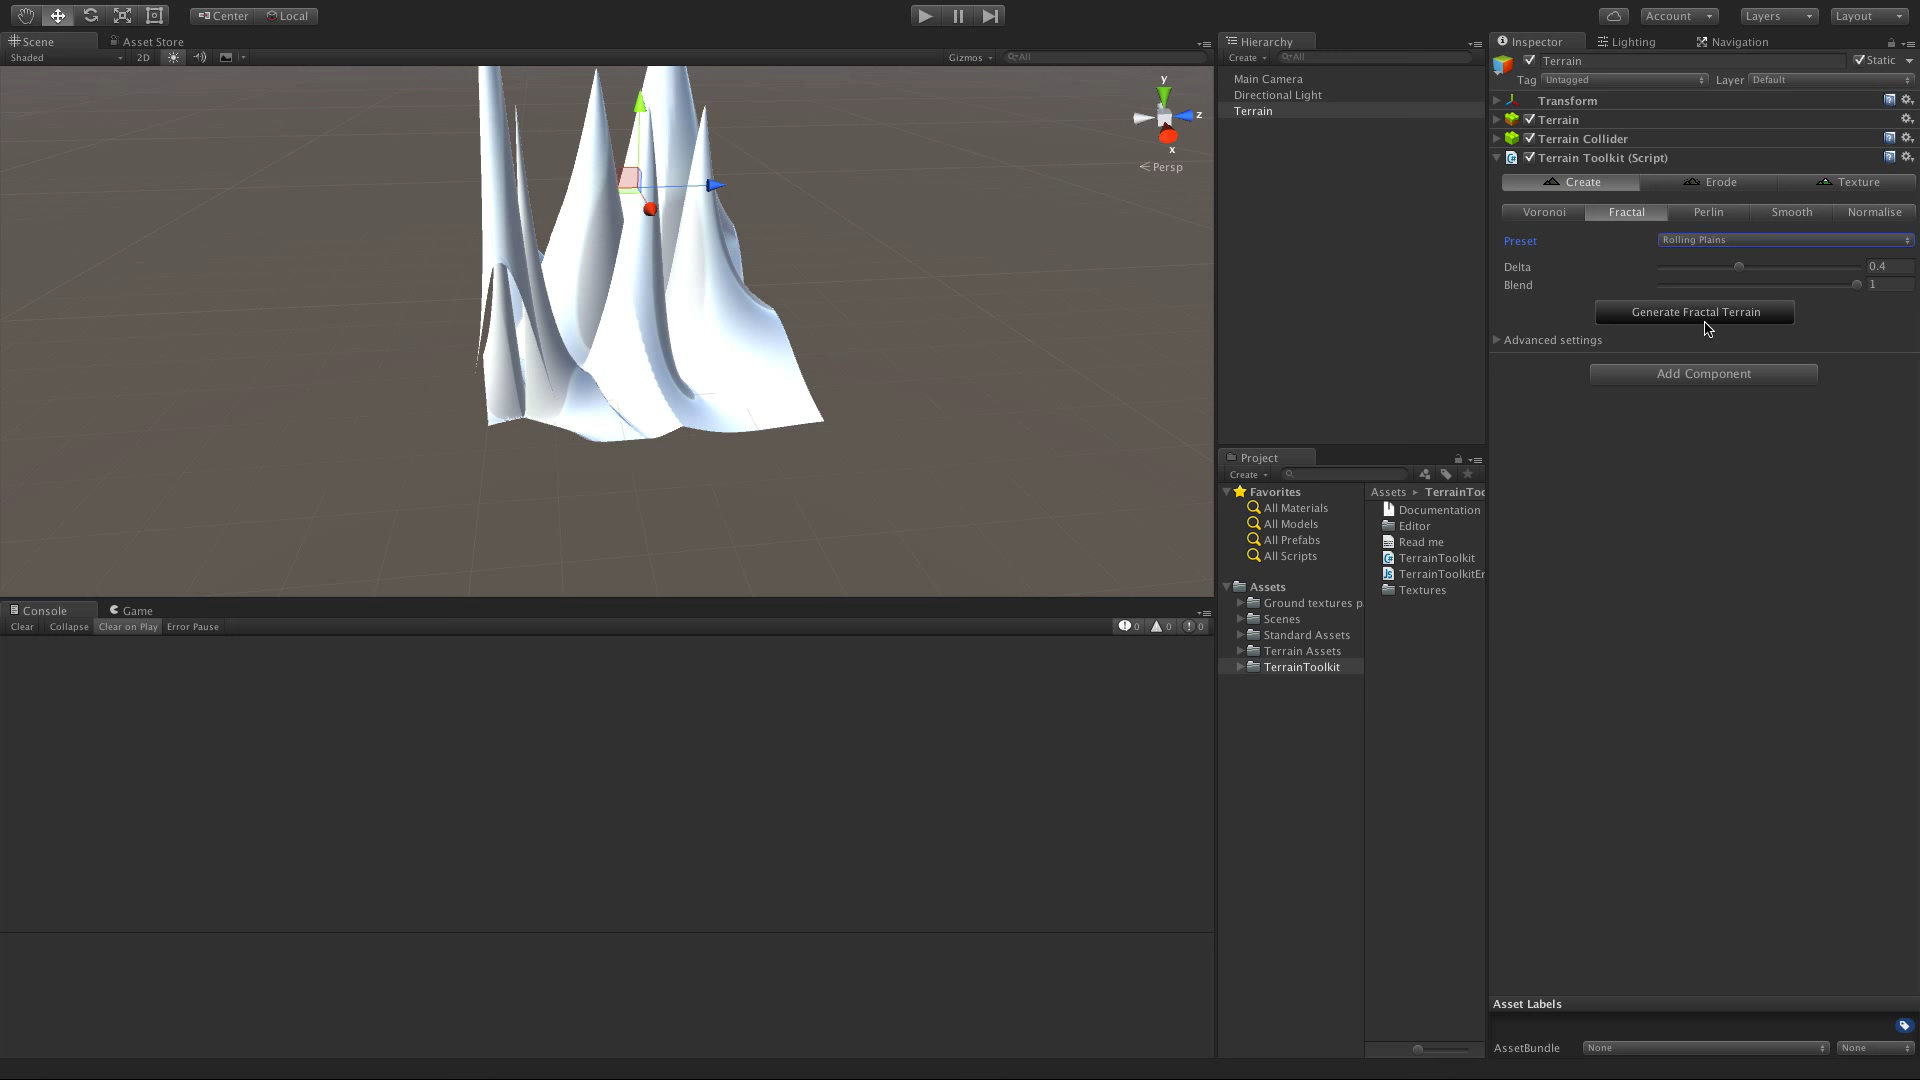 Center Local
Account Layers Layout
Scene Asset Store
Shaded 2D Gizmos All
y
z
x
Persp
Console Game
Clear Collapse Clear on Play Error Pause 0 0 0
Hierarchy
Create All
Main Camera
Directional Light
Terrain
Project
Create
Favorites
All Materials
All Models
All Prefabs
All Scripts
Assets
Ground textures p
Scenes
Standard Assets
Terrain Assets
TerrainToolkit
Assets TerrainToo
Documentation
Editor
Read me
TerrainToolkit
TerrainToolkitEr
Textures
Inspector Lighting Navigation
Terrain Static
Tag Untagged Layer Default
Transform
Terrain
Terrain Collider
Terrain Toolkit (Script)
Create Erode Texture
Voronoi Fractal Perlin Smooth Normalise
Preset Rolling Plains
Delta 0.4
Blend 1
Generate Fractal Terrain
Advanced settings
Add Component
Asset Labels
AssetBundle None None